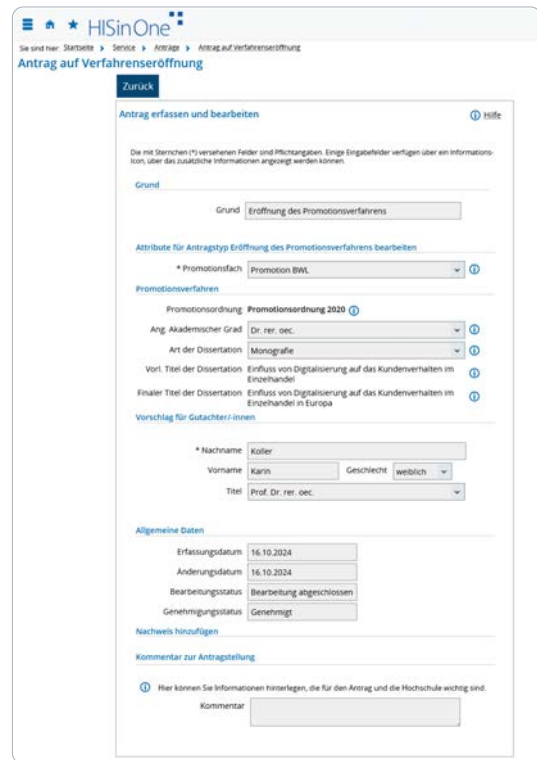 HISinOne
Sie sind hier: Startseite Service Anträge Antrag auf Verfahrenseröffnung
Antrag auf Verfahrenseröffnung
Zurück
Antrag erfassen und bearbeiten Hilfe
Die mit Sternchen (*) versehenen Felder sind Pflichtangaben. Einige Eingabefelder verfügen über ein Informations-
Icon, über das zusätzliche Informationen angezeigt werden können.
Grund
Grund Eröffnung des Promotionsverfahrens
Attribute für Antragstyp Eröffnung des Promotionsverfahrens bearbeiten
* Promotionsfach Promotion BWL
Promotionsverfahren
Promotionsordnung Promotionsordnung 2020
Ang. Akademischer Grad Dr. rer. oec.
Art der Dissertation Monografie
Vorl. Titel der Dissertation Einfluss von Digitalisierung auf das Kundenverhalten im
Einzelhandel
Finaler Titel der Dissertation Einfluss von Digitalisierung auf das Kundenverhalten im
Einzelhandel in Europa
Vorschlag für Gutachter/-innen
* Nachname Koller
Vorname Karin Geschlecht weiblich
Titel Prof. Dr. rer. oec.
Allgemeine Daten
Erfassungsdatum 16.10.2024
Änderungsdatum 16.10.2024
Bearbeitungsstatus Bearbeitung abgeschlossen
Genehmigungsstatus Genehmigt
Nachweis hinzufügen
Kommentar zur Antragstellung
Hier können Sie Informationen hinterlegen, die für den Antrag und die Hochschule wichtig sind.
Kommentar